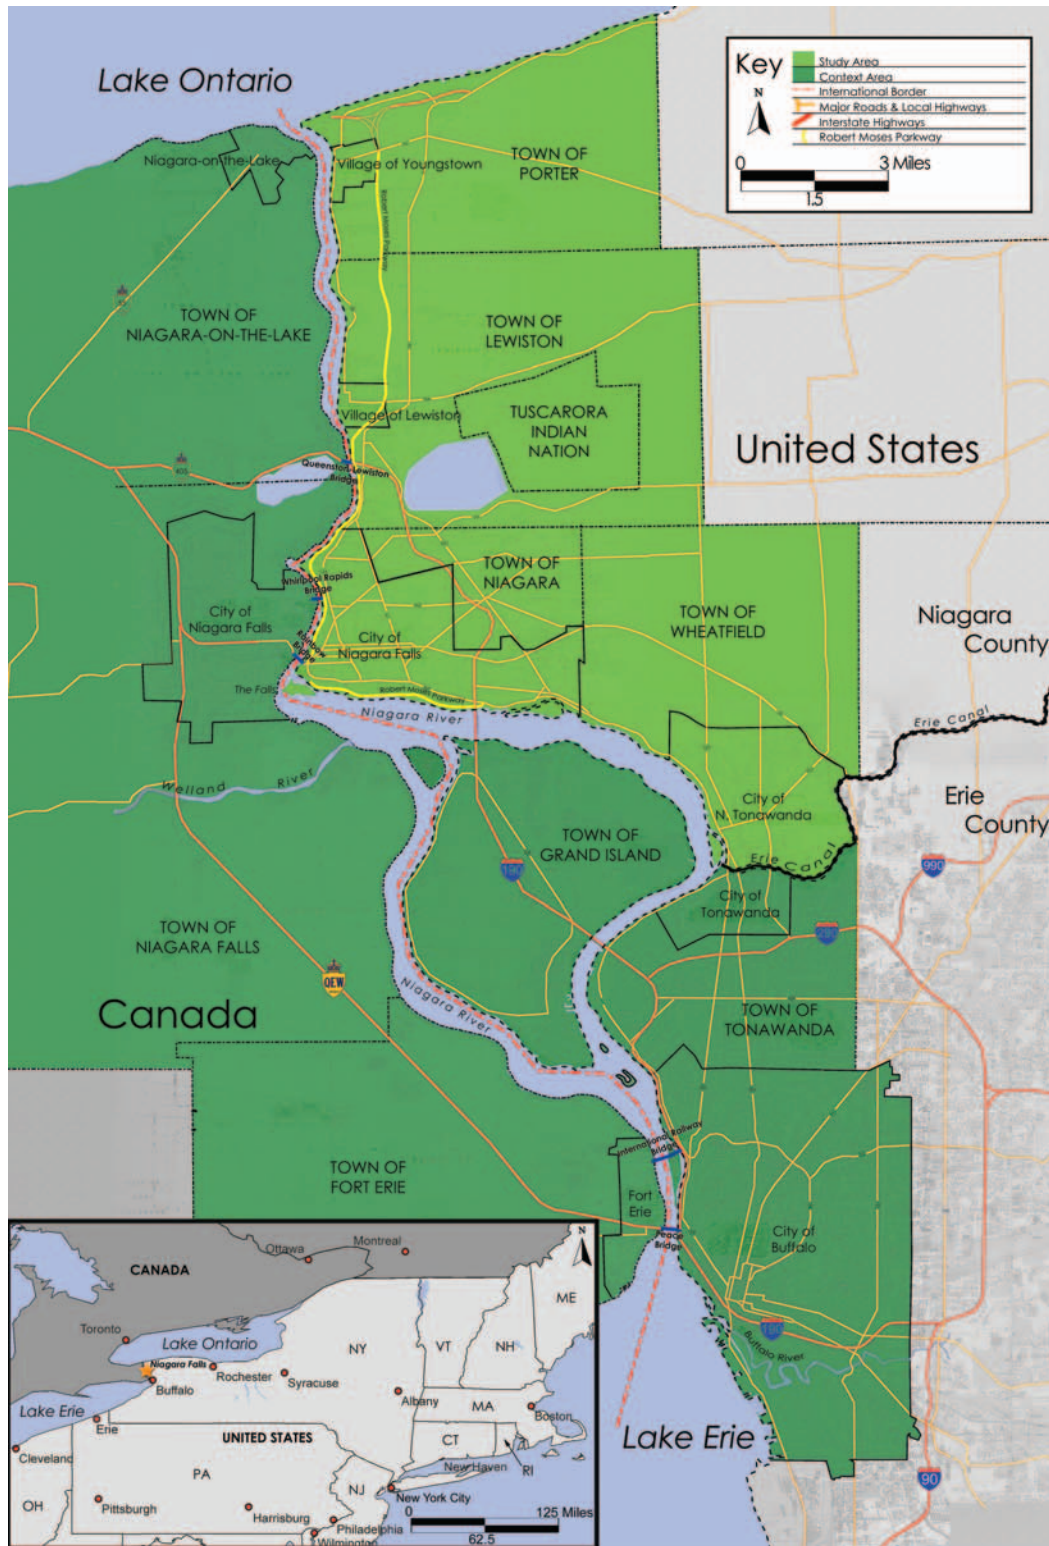 Lake Ontario
Key
N
Study Area
Context Area
International Border
Major Roads & Local Highways
Interstate Highways
Robert Moses Parkway
0
3 Miles
1.5
Niagara-on-the-Lake
Village of Youngstown
TOWN OF
PORTER
Robert Moses Parkway
TOWN OF
NIAGARA-ON-THE-LAKE
TOWN OF
LEWISTON
Village of Lewiston
TUSCARORA
INDIAN
NATION
United States
405
Queenston-Lewiston
Bridge
TOWN OF
NIAGARA
Whirlpool Rapids
Bridge
City of
Niagara Falls
TOWN OF
WHEATFIELD
Niagara
County
Rainbow
Bridge
City of
Niagara Falls
The Falls
Robert Moses Parkway
Niagara River
Erie Canal
Welland River
City of
N. Tonawanda
Erie
County
TOWN OF
GRAND ISLAND
Erie Canal
190
990
City of
Tonawanda
TOWN OF
NIAGARA FALLS
290
QEW
Canada
Niagara River
TOWN OF
TONAWANDA
International Railway
Bridge
TOWN OF
FORT ERIE
Fort
Erie
City of
Buffalo
Peace
Bridge
190
Buffalo River
Lake Erie
90
N
Ottawa
Montreal
CANADA
ME
Toronto
Lake Ontario
NY
VT
NH
Niagara Falls
Rochester
Syracuse
Buffalo
Albany
MA
Boston
Lake Erie
Erie
UNITED STATES
CT
Cleveland
New Haven
RI
PA
NJ
New York City
OH
Pittsburgh
Harrisburg
Philadelphia
Wilmington
0
125 Miles
62.5